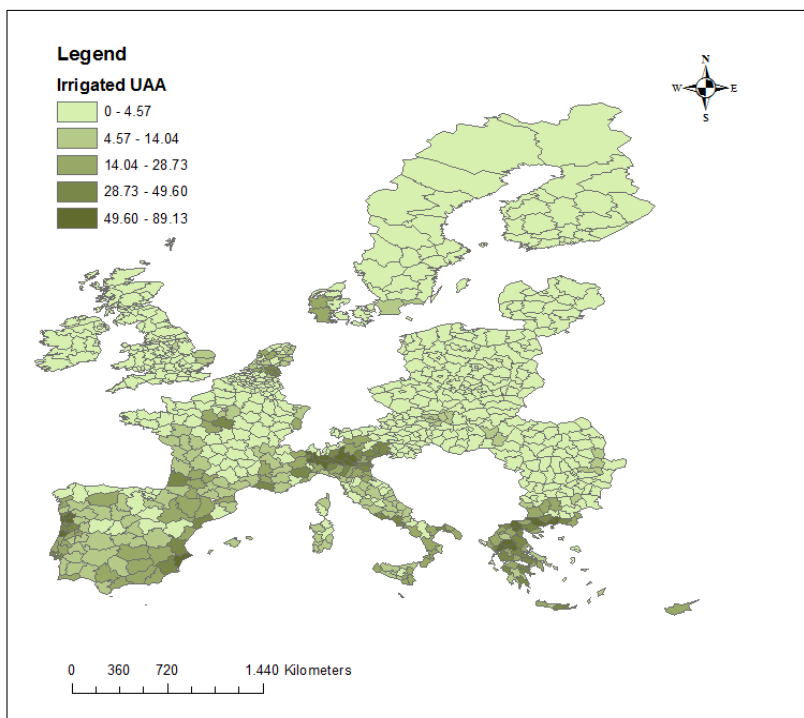 Legend
Irrigated UAA
0 - 4.57
4.57 - 14.04
14.04 - 28.73
28.73 - 49.60
49.60 - 89.13
N
W E
S
0 360 720 1.440 Kilometers